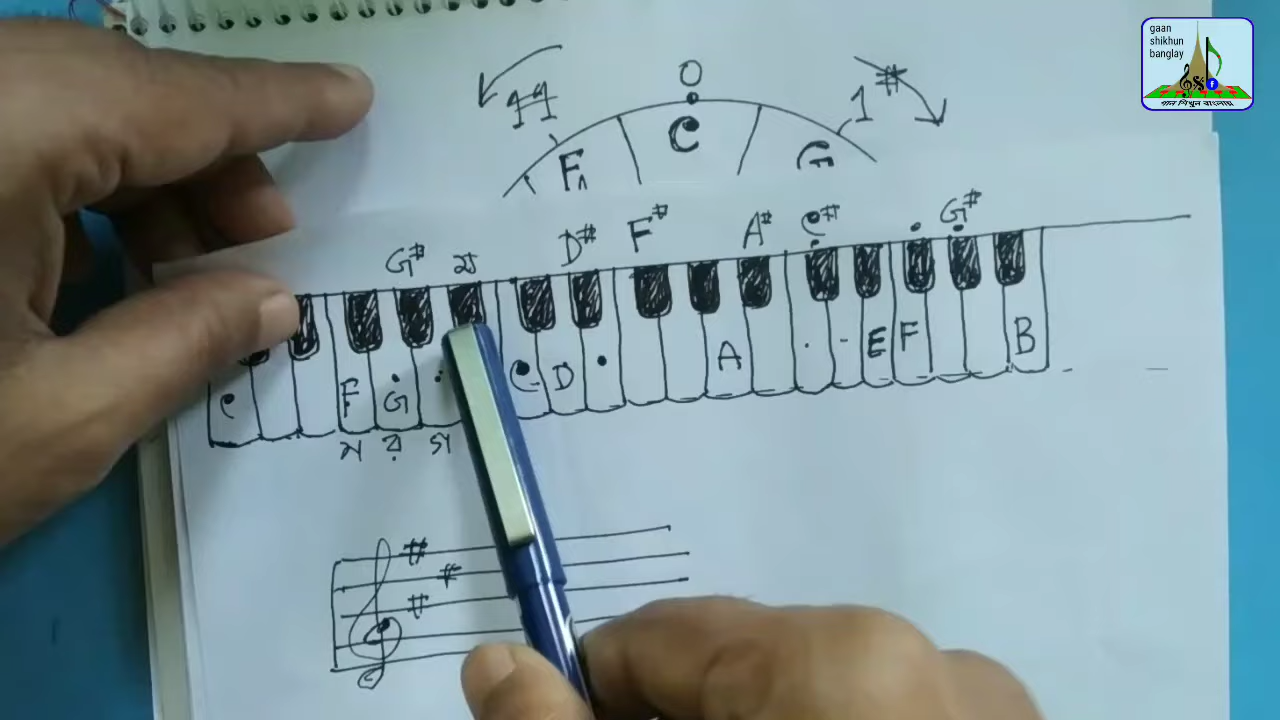 gaan
shikhun
banglay
গান শিখুন বাংলায়
0
1#
F C G
G# ম D# F# A# C# G#
C F G C D A E F B
স র গ
# # #